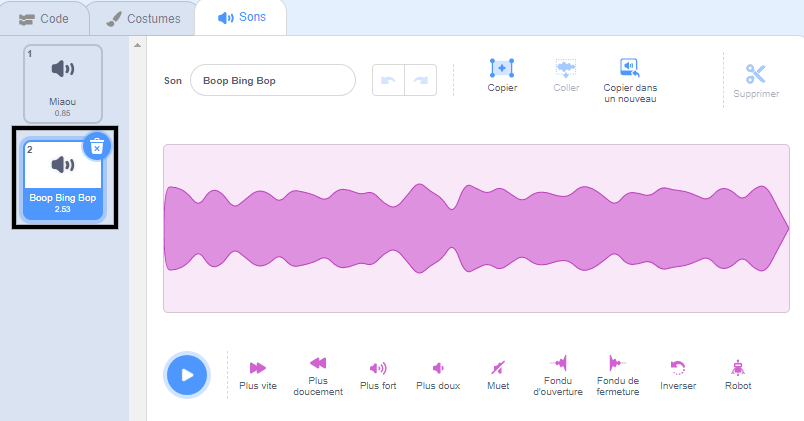 Code
Costumes
Sons
1
Miaou
0.85
2
Boop Bing Bop
2.53
Son
Boop Bing Bop
Copier
Coller
Copier dans
un nouveau
Supprimer
Plus vite
Plus
doucement
Plus fort
Plus doux
Muet
Fondu
d'ouverture
Fondu de
fermeture
Inverser
Robot